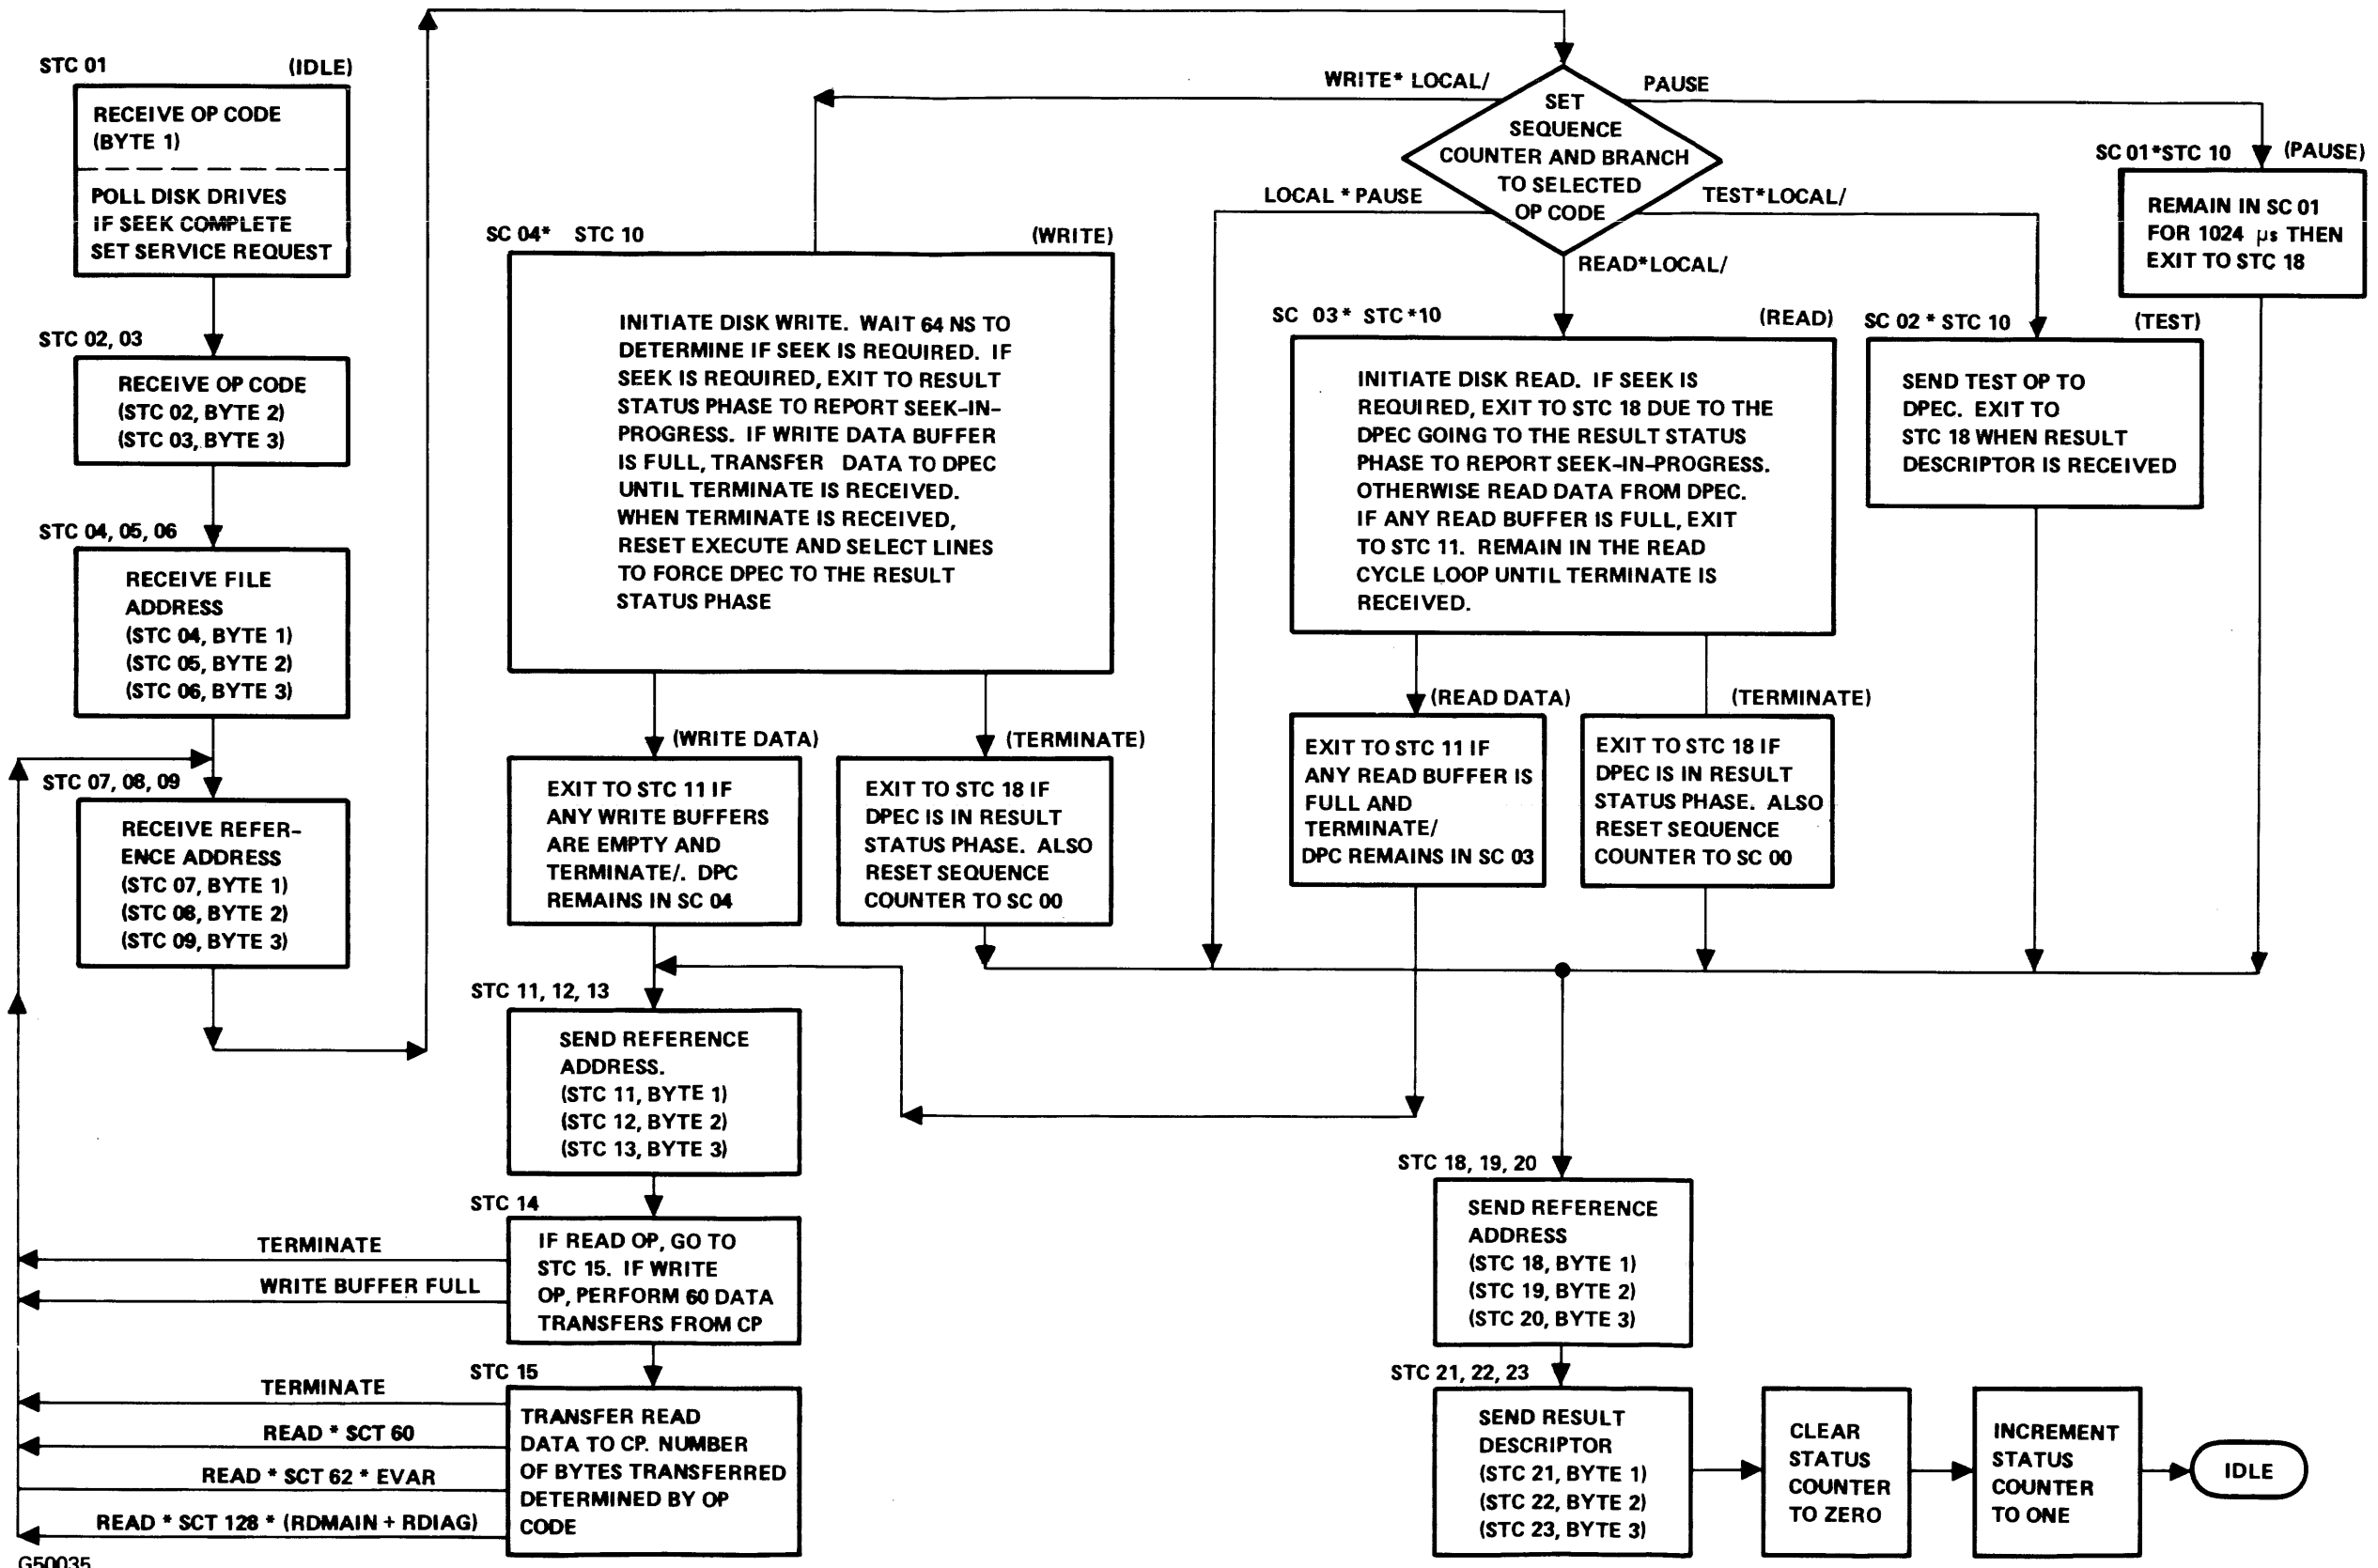 STC 01 (IDLE)
RECEIVE OP CODE
(BYTE 1)
POLL DISK DRIVES
IF SEEK COMPLETE
SET SERVICE REQUEST
STC 02, 03
RECEIVE OP CODE
(STC 02, BYTE 2)
(STC 03, BYTE 3)
STC 04, 05, 06
RECEIVE FILE
ADDRESS
(STC 04, BYTE 1)
(STC 05, BYTE 2)
(STC 06, BYTE 3)
STC 07, 08, 09
RECEIVE REFER-
ENCE ADDRESS
(STC 07, BYTE 1)
(STC 08, BYTE 2)
(STC 09, BYTE 3)
SET
SEQUENCE
COUNTER AND BRANCH
TO SELECTED
OP CODE
WRITE* LOCAL/
PAUSE
LOCAL * PAUSE
TEST*LOCAL/
READ*LOCAL/
SC 01*STC 10 (PAUSE)
REMAIN IN SC 01
FOR 1024 µs THEN
EXIT TO STC 18
SC 04* STC 10 (WRITE)
INITIATE DISK WRITE. WAIT 64 NS TO
DETERMINE IF SEEK IS REQUIRED. IF
SEEK IS REQUIRED, EXIT TO RESULT
STATUS PHASE TO REPORT SEEK-IN-
PROGRESS. IF WRITE DATA BUFFER
IS FULL, TRANSFER DATA TO DPEC
UNTIL TERMINATE IS RECEIVED.
WHEN TERMINATE IS RECEIVED,
RESET EXECUTE AND SELECT LINES
TO FORCE DPEC TO THE RESULT
STATUS PHASE
SC 03* STC *10 (READ)
INITIATE DISK READ. IF SEEK IS
REQUIRED, EXIT TO STC 18 DUE TO THE
DPEC GOING TO THE RESULT STATUS
PHASE TO REPORT SEEK-IN-PROGRESS.
OTHERWISE READ DATA FROM DPEC.
IF ANY READ BUFFER IS FULL, EXIT
TO STC 11. REMAIN IN THE READ
CYCLE LOOP UNTIL TERMINATE IS
RECEIVED.
SC 02 * STC 10 (TEST)
SEND TEST OP TO
DPEC. EXIT TO
STC 18 WHEN RESULT
DESCRIPTOR IS RECEIVED
(WRITE DATA)
EXIT TO STC 11 IF
ANY WRITE BUFFERS
ARE EMPTY AND
TERMINATE/. DPC
REMAINS IN SC 04
(TERMINATE)
EXIT TO STC 18 IF
DPEC IS IN RESULT
STATUS PHASE. ALSO
RESET SEQUENCE
COUNTER TO SC 00
(READ DATA)
EXIT TO STC 11 IF
ANY READ BUFFER IS
FULL AND
TERMINATE/
DPC REMAINS IN SC 03
(TERMINATE)
EXIT TO STC 18 IF
DPEC IS IN RESULT
STATUS PHASE. ALSO
RESET SEQUENCE
COUNTER TO SC 00
STC 11, 12, 13
SEND REFERENCE
ADDRESS.
(STC 11, BYTE 1)
(STC 12, BYTE 2)
(STC 13, BYTE 3)
STC 14
IF READ OP, GO TO
STC 15. IF WRITE
OP, PERFORM 60 DATA
TRANSFERS FROM CP
TERMINATE
WRITE BUFFER FULL
STC 15
TRANSFER READ
DATA TO CP. NUMBER
OF BYTES TRANSFERRED
DETERMINED BY OP
CODE
TERMINATE
READ * SCT 60
READ * SCT 62 * EVAR
READ * SCT 128 * (RDMAIN + RDIAG)
STC 18, 19, 20
SEND REFERENCE
ADDRESS
(STC 18, BYTE 1)
(STC 19, BYTE 2)
(STC 20, BYTE 3)
STC 21, 22, 23
SEND RESULT
DESCRIPTOR
(STC 21, BYTE 1)
(STC 22, BYTE 2)
(STC 23, BYTE 3)
CLEAR
STATUS
COUNTER
TO ZERO
INCREMENT
STATUS
COUNTER
TO ONE
IDLE
G50035